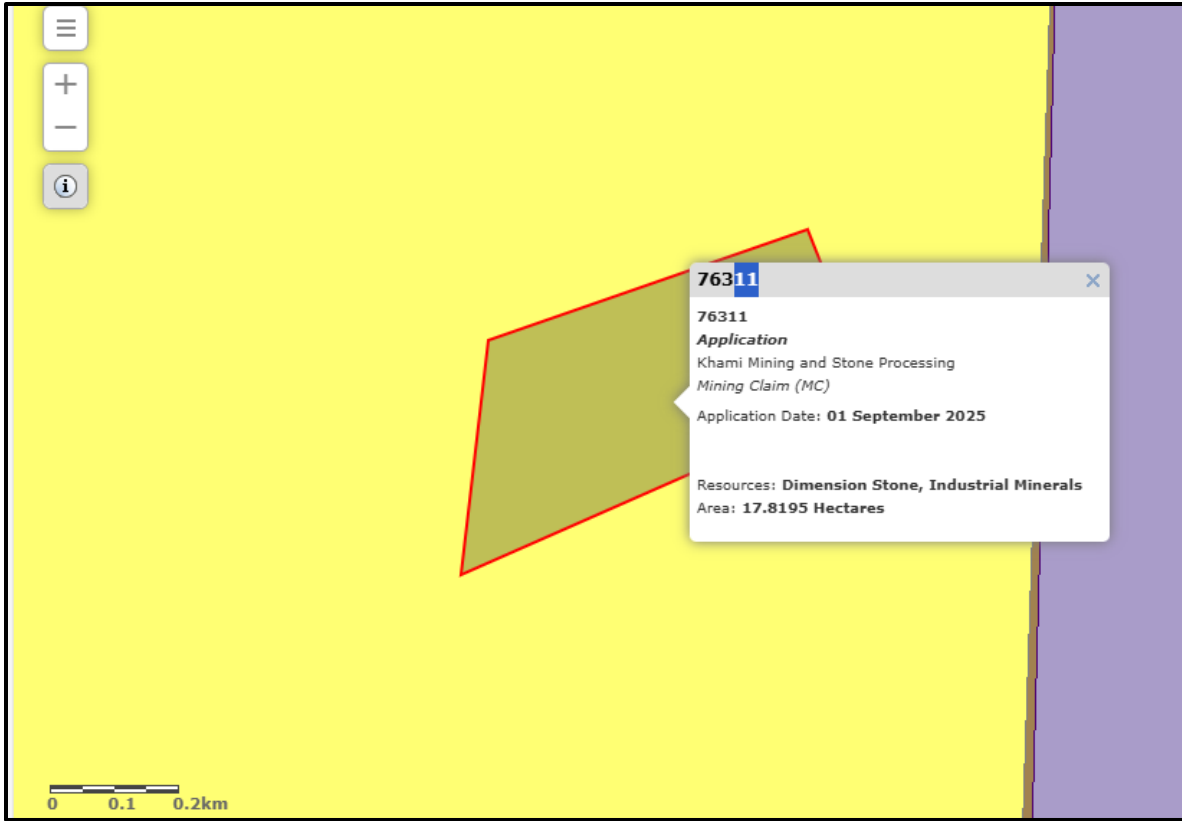 76311
76311
Application
Khami Mining and Stone Processing
Mining Claim (MC)
Application Date: 01 September 2025
Resources: Dimension Stone, Industrial Minerals
Area: 17.8195 Hectares
0 0.1 0.2km